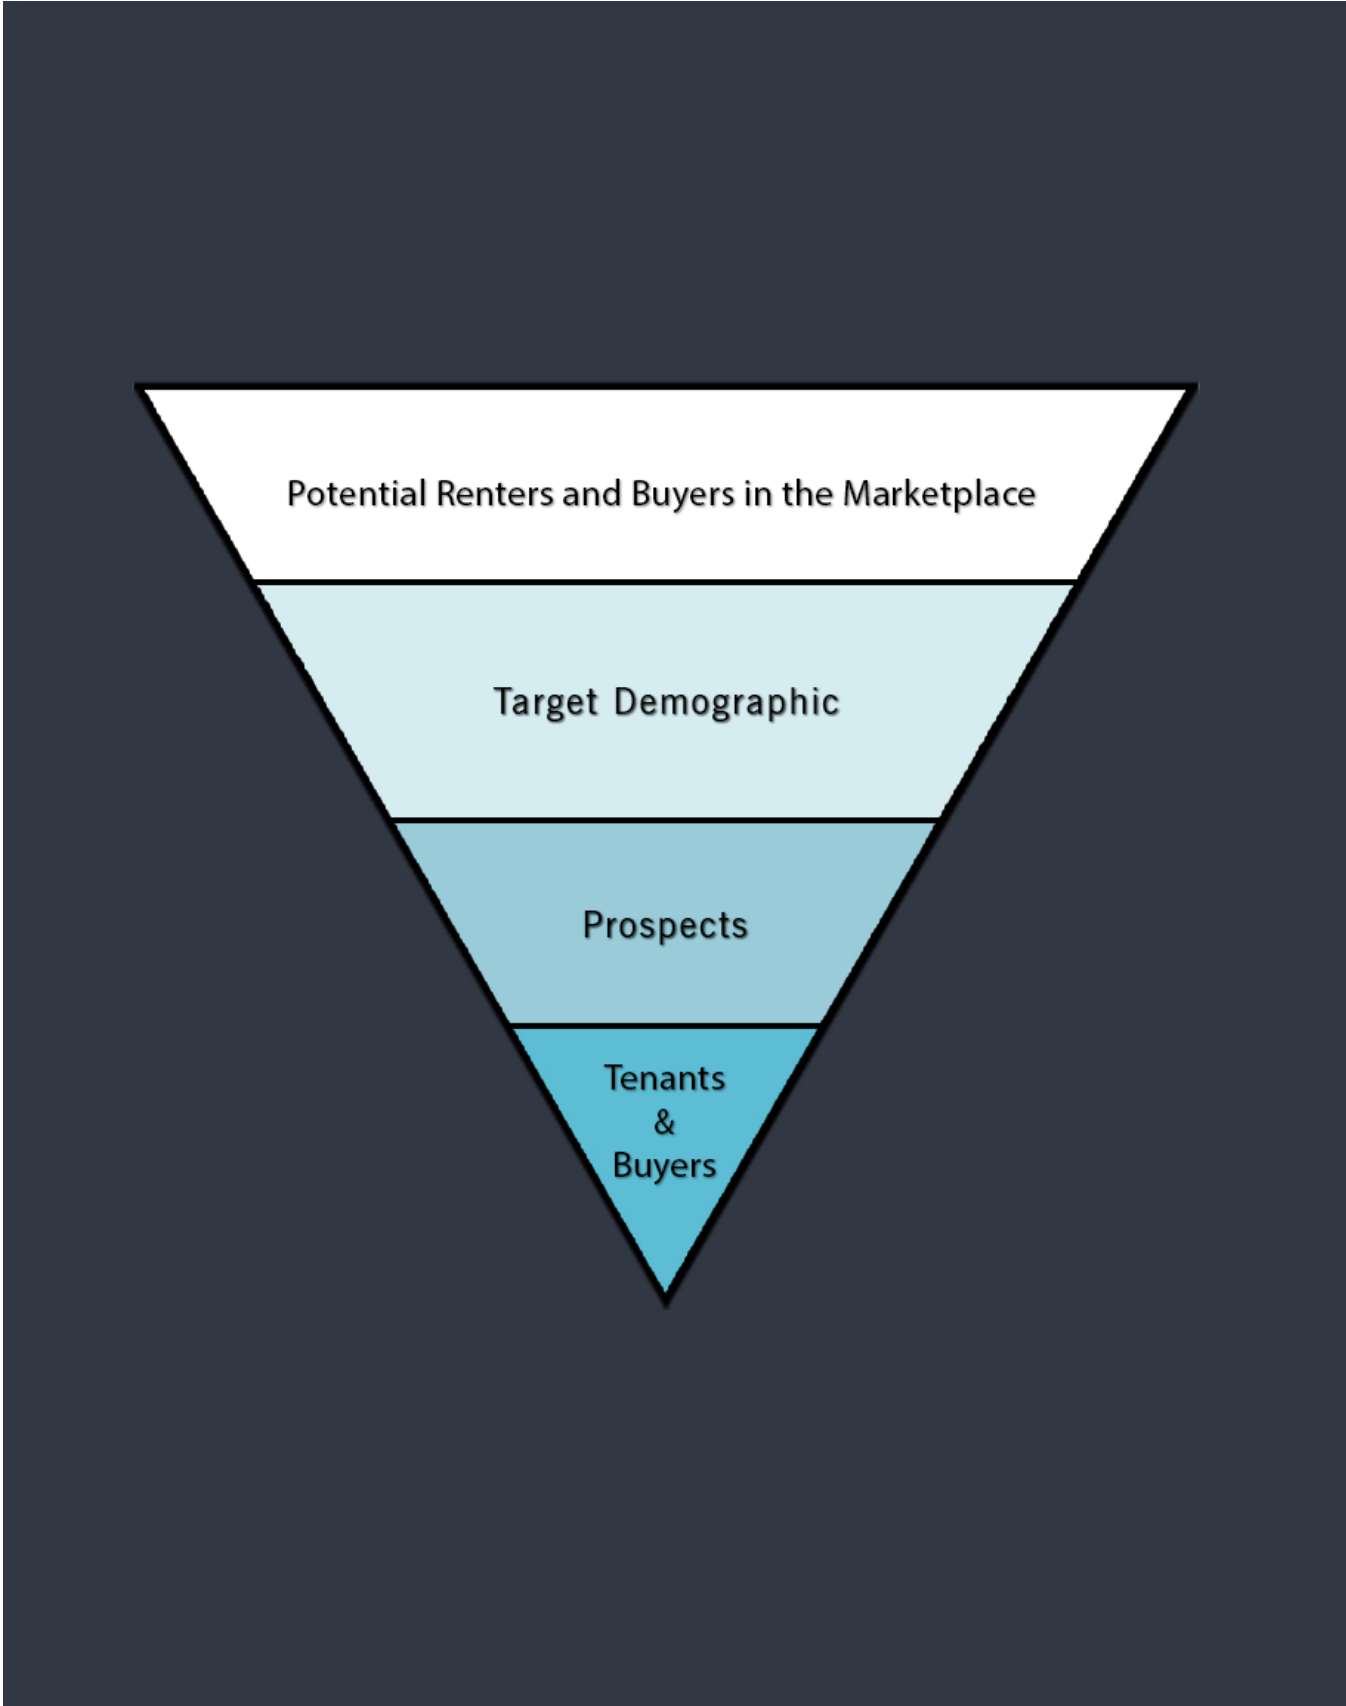 Potential Renters and Buyers in the Marketplace
Target Demographic
Prospects
Tenants
&
Buyers